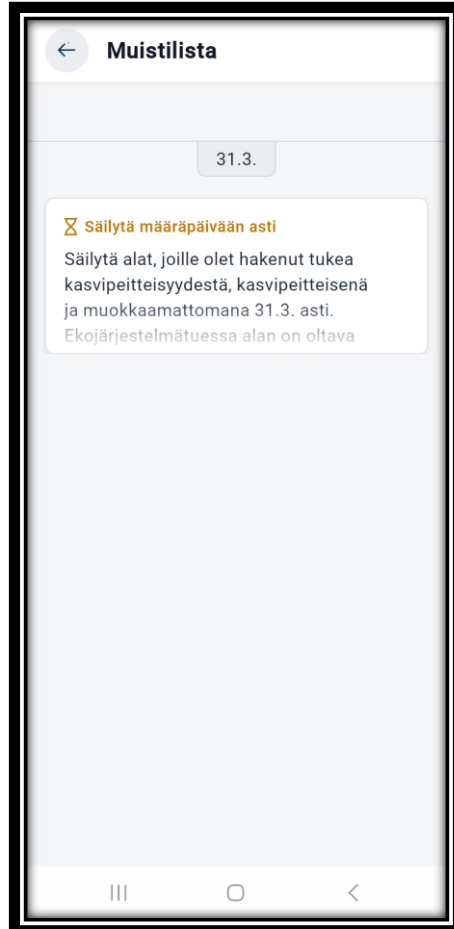 Muistilista
31.3.
Säilytä määräpäivään asti
Säilytä alat, joille olet hakenut tukea
kasvipeitteisyydestä, kasvipeitteisenä
ja muokkaamattomana 31.3. asti.
Ekojärjestelmätuessa alan on oltava